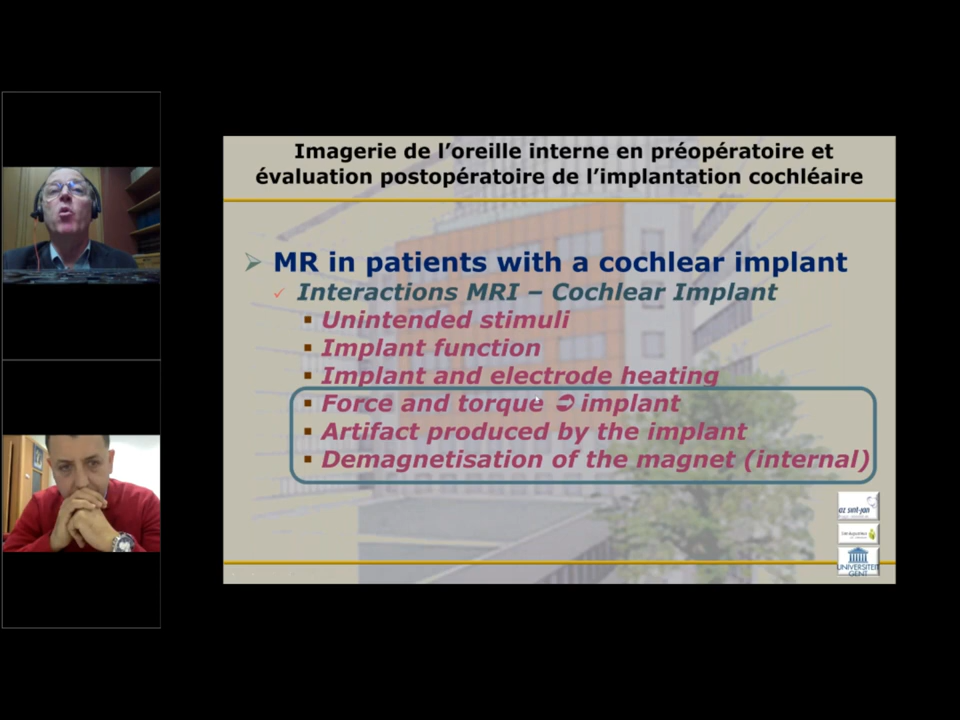 Imagerie de l'oreille interne en préopératoire et
évaluation postopératoire de l'implantation cochléaire
MR in patients with a cochlear implant
Interactions MRI – Cochlear Implant
Unintended stimuli
Implant function
Implant and electrode heating
Force and torque ➲ implant
Artifact produced by the implant
Demagnetisation of the magnet (internal)
az sint-jan
UNIVERSITEIT
GENT